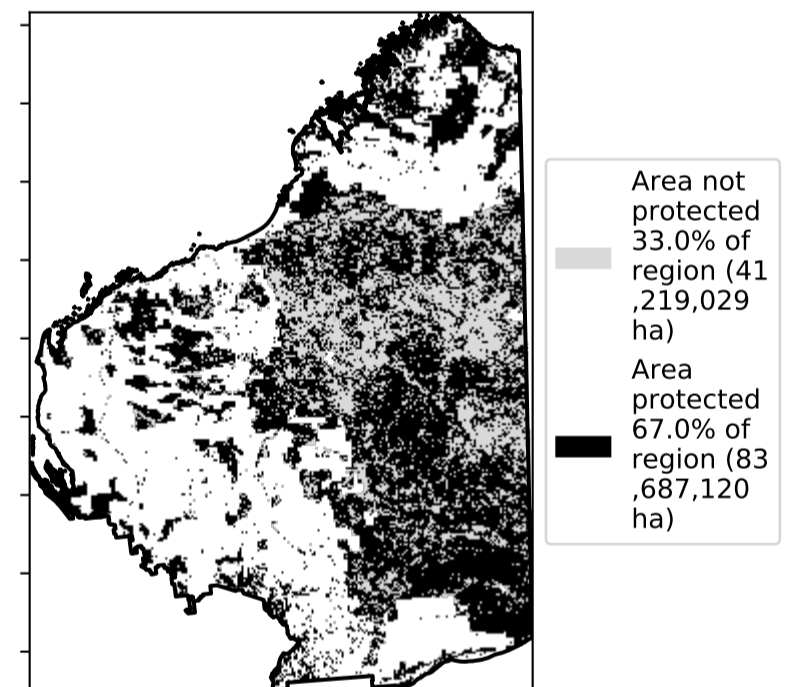 Area not
protected
33.0% of
region (41
,219,029
ha)
Area
protected
67.0% of
region (83
,687,120
ha)